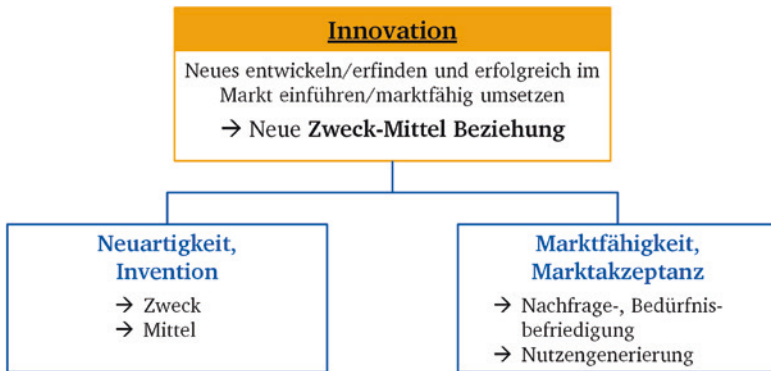 Innovation
Neues entwickeln/erfinden und erfolgreich im
Markt einführen/marktfähig umsetzen
→ Neue Zweck-Mittel Beziehung
Neuartigkeit,
Invention
→ Zweck
→ Mittel
Marktfähigkeit,
Marktakzeptanz
→ Nachfrage-, Bedürfnis-
befriedigung
→ Nutzengenerierung